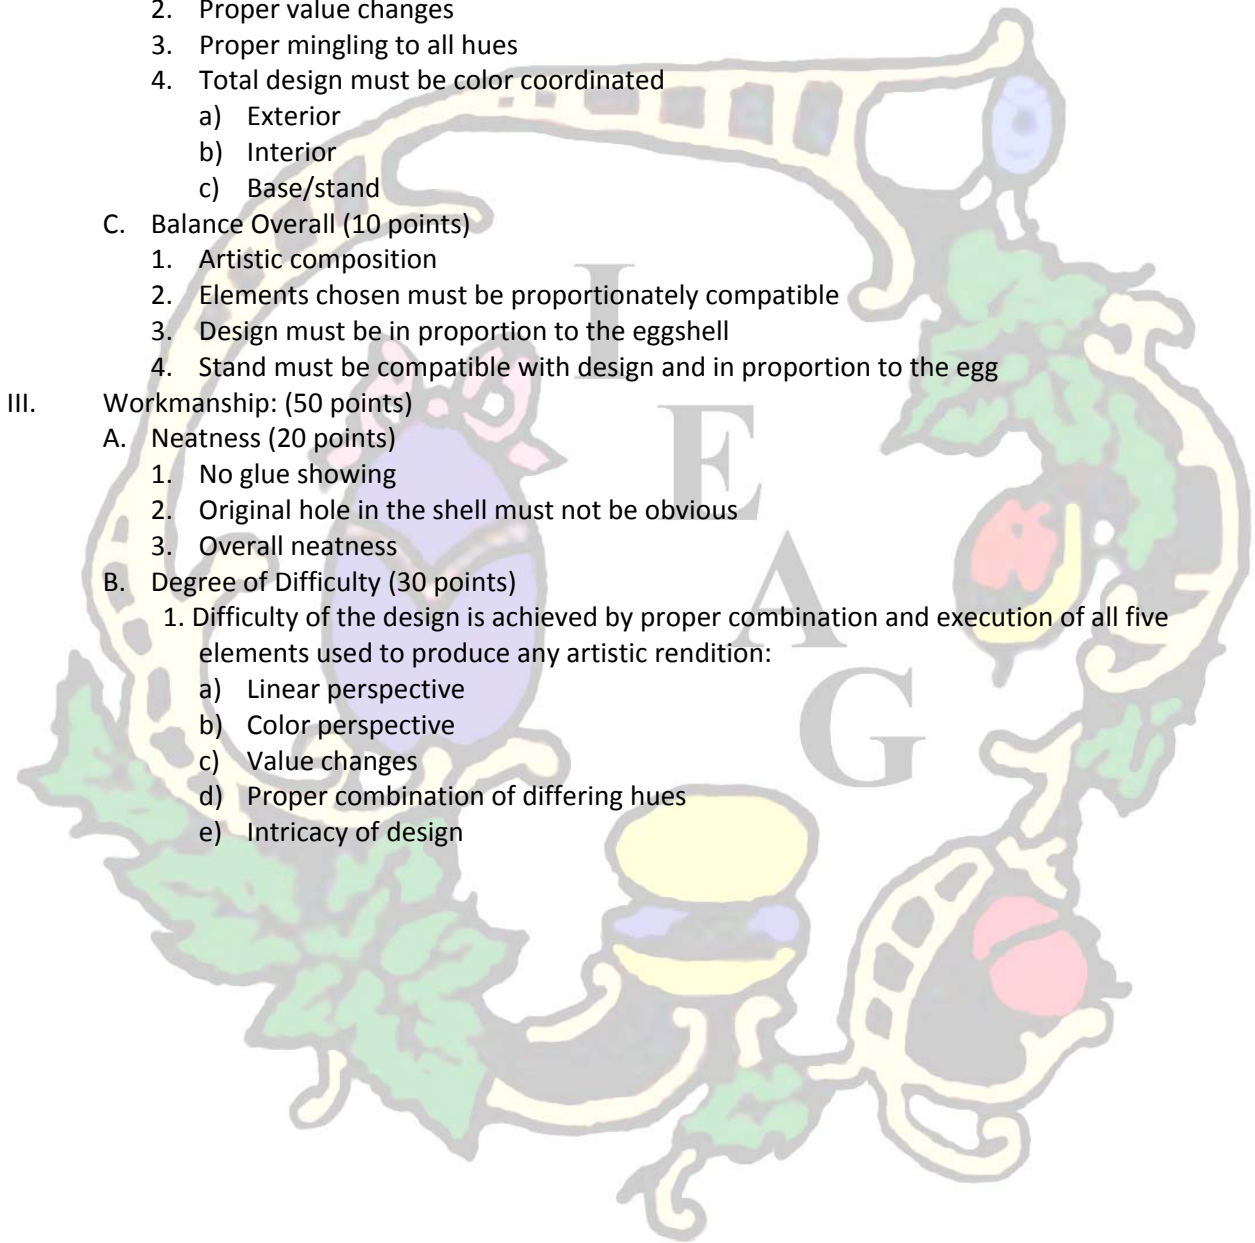 2. Proper value changes
3. Proper mingling to all hues
4. Total design must be color coordinated
a) Exterior
b) Interior
c) Base/stand
C. Balance Overall (10 points)
1. Artistic composition
2. Elements chosen must be proportionately compatible
3. Design must be in proportion to the eggshell
4. Stand must be compatible with design and in proportion to the egg
III. Workmanship: (50 points)
A. Neatness (20 points)
1. No glue showing
2. Original hole in the shell must not be obvious
3. Overall neatness
B. Degree of Difficulty (30 points)
1. Difficulty of the design is achieved by proper combination and execution of all five
elements used to produce any artistic rendition:
a) Linear perspective
b) Color perspective
c) Value changes
d) Proper combination of differing hues
e) Intricacy of design
I
E
A
G